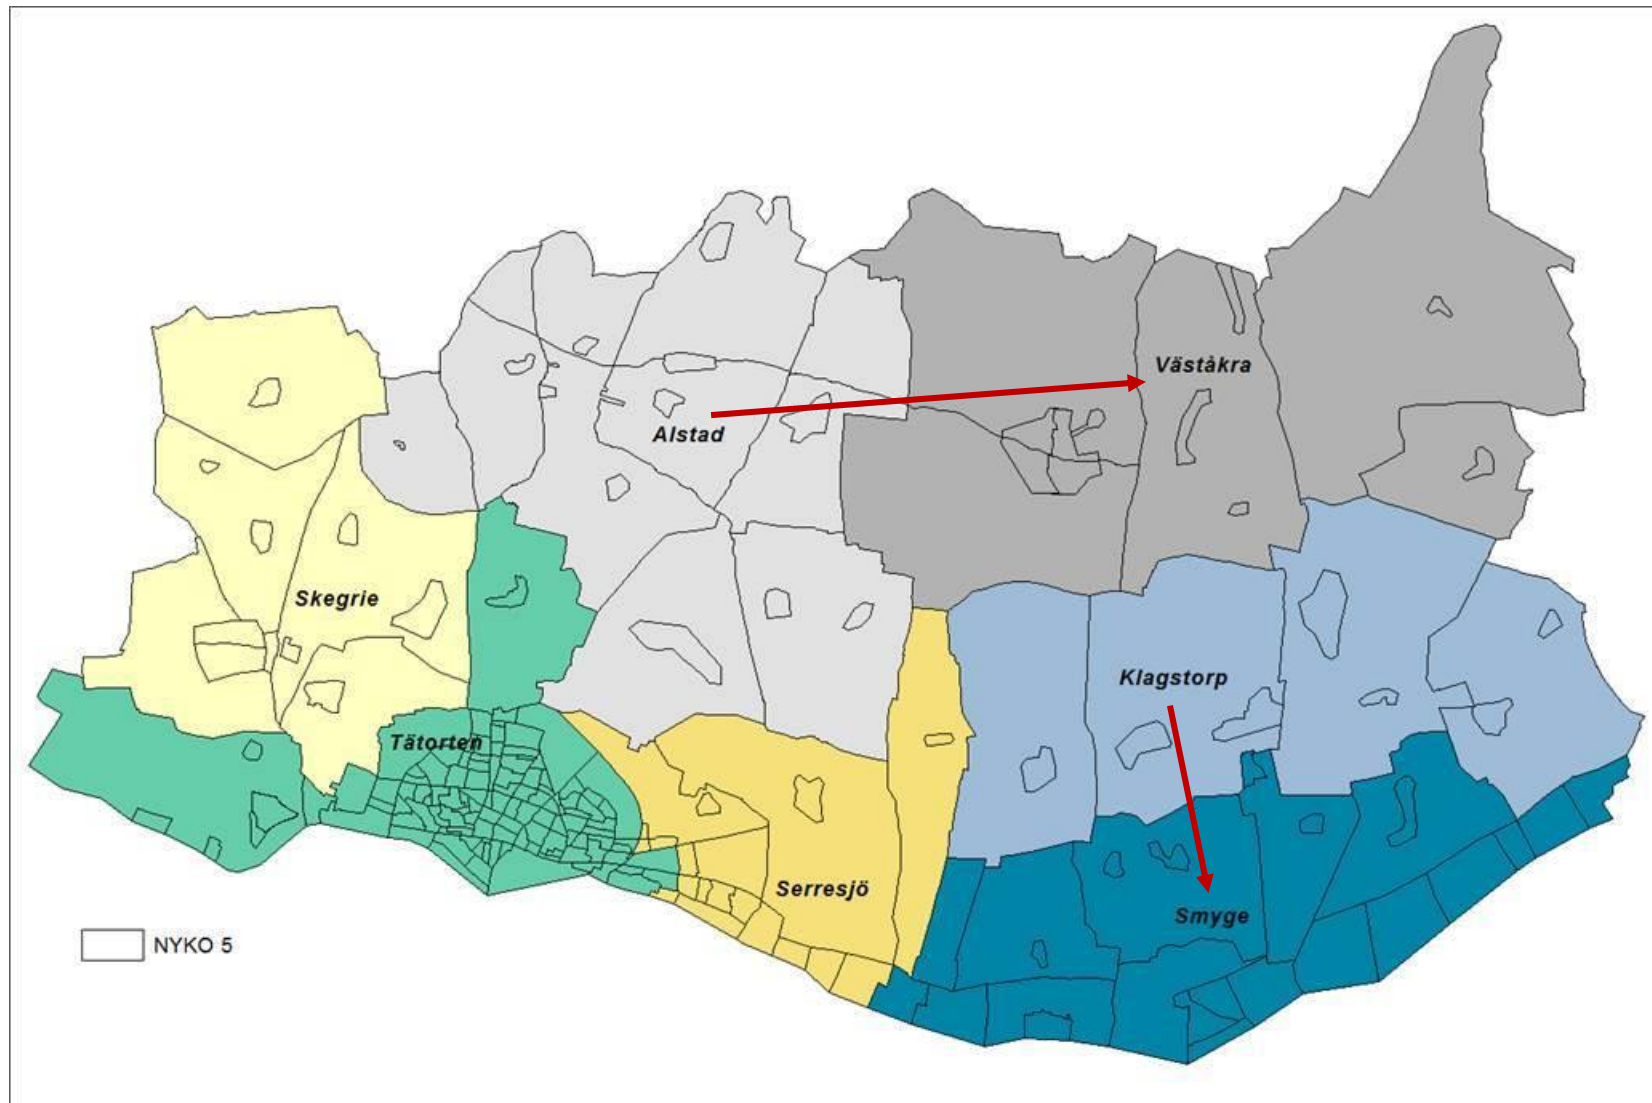 Väståkra
Alstad
Skegrie
Klagstorp
Tätorten
Serresjö
Smyge
NYKO 5